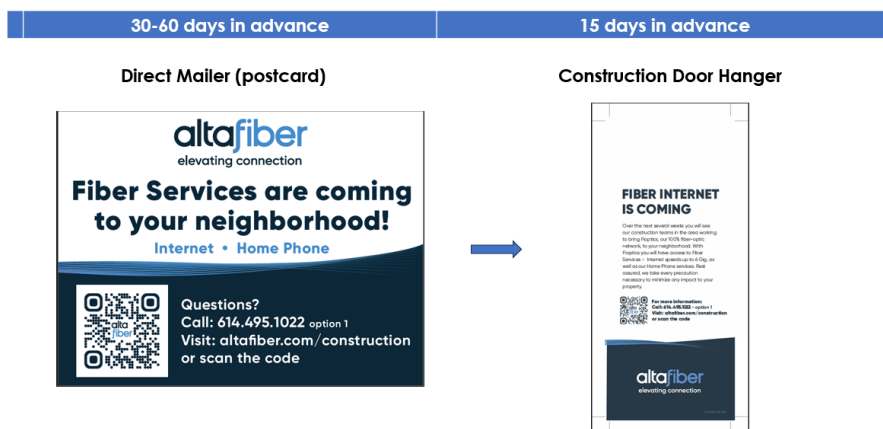 30-60 days in advance
15 days in advance
Direct Mailer (postcard)
Construction Door Hanger
altafiber
elevating connection
Fiber Services are coming
to your neighborhood!
Internet • Home Phone
alta
fiber
Questions?
Call: 614.495.1022 option 1
Visit: altafiber.com/construction
or scan the code
FIBER INTERNET
IS COMING
Over the next several weeks you will see
our construction teams in the area working
to bring Fioptics, our 100% fiber-optic
network, to your neighborhood. With
Fioptics you will have access to Fiber
Services – Internet speeds up to 6 Gig, as
well as our Home Phone services. Rest
assured, we take every precaution
necessary to minimize any impact to your
property.
For more information:
Call: 614.495.1022 – option 1
Visit: altafiber.com/construction
or scan the code
altafiber
elevating connection